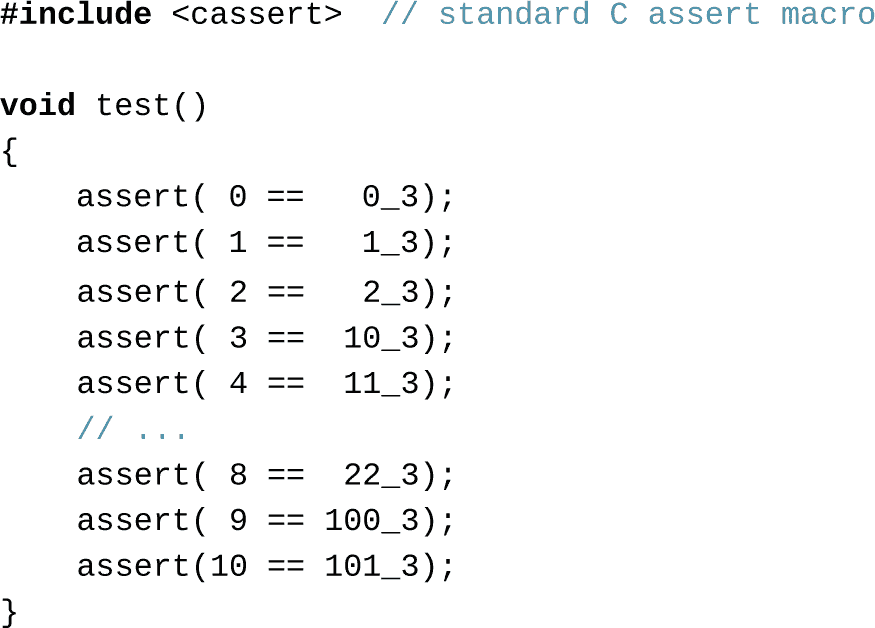 #include <cassert>  // standard C assert macro

void test()
{
    assert( 0 ==   0_3);
    assert( 1 ==   1_3);
    assert( 2 ==   2_3);
    assert( 3 ==  10_3);
    assert( 4 ==  11_3);
    // ...
    assert( 8 ==  22_3);
    assert( 9 == 100_3);
    assert(10 == 101_3);
}